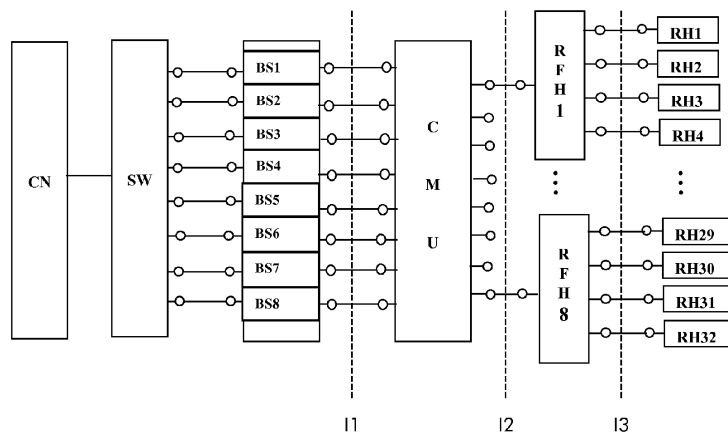 CN
SW
BS1
BS2
BS3
BS4
BS5
BS6
BS7
BS8
C
M
U
R
F
H
1
R
F
H
8
RH1
RH2
RH3
RH4
RH29
RH30
RH31
RH32
I1
I2
I3